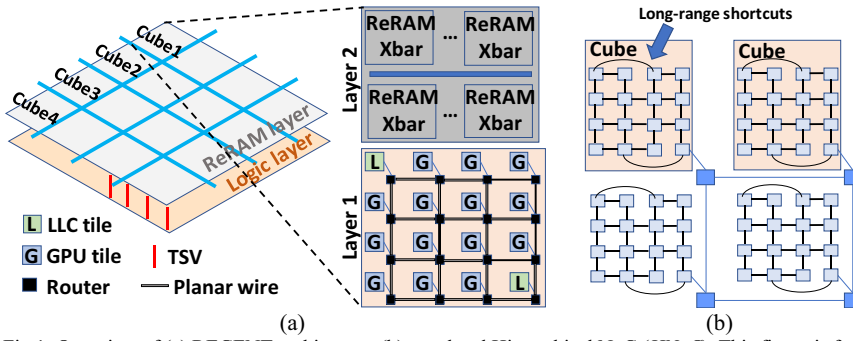 (a)
Cube1
Cube2
Cube3
Cube4
ReRAM layer
Logic layer
L LLC tile
G GPU tile
TSV
Router
Planar wire
Layer 2
ReRAM Xbar
...
ReRAM Xbar
ReRAM Xbar
...
ReRAM Xbar
Layer 1
L G G G
G G G G
G G G G
G G G L
(a)
Long-range shortcuts
Cube
Cube
(b)